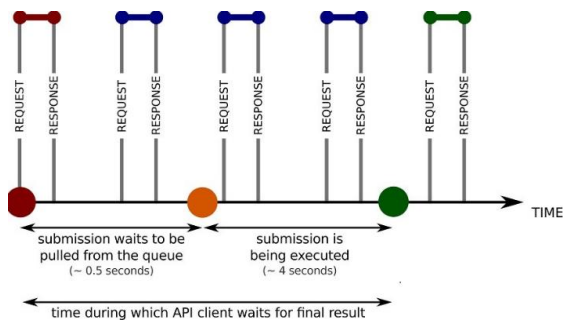 REQUEST
RESPONSE
REQUEST
RESPONSE
REQUEST
RESPONSE
REQUEST
RESPONSE
REQUEST
RESPONSE
TIME
submission waits to be
pulled from the queue
(~ 0.5 seconds)
submission is
being executed
(~ 4 seconds)
time during which API client waits for final result